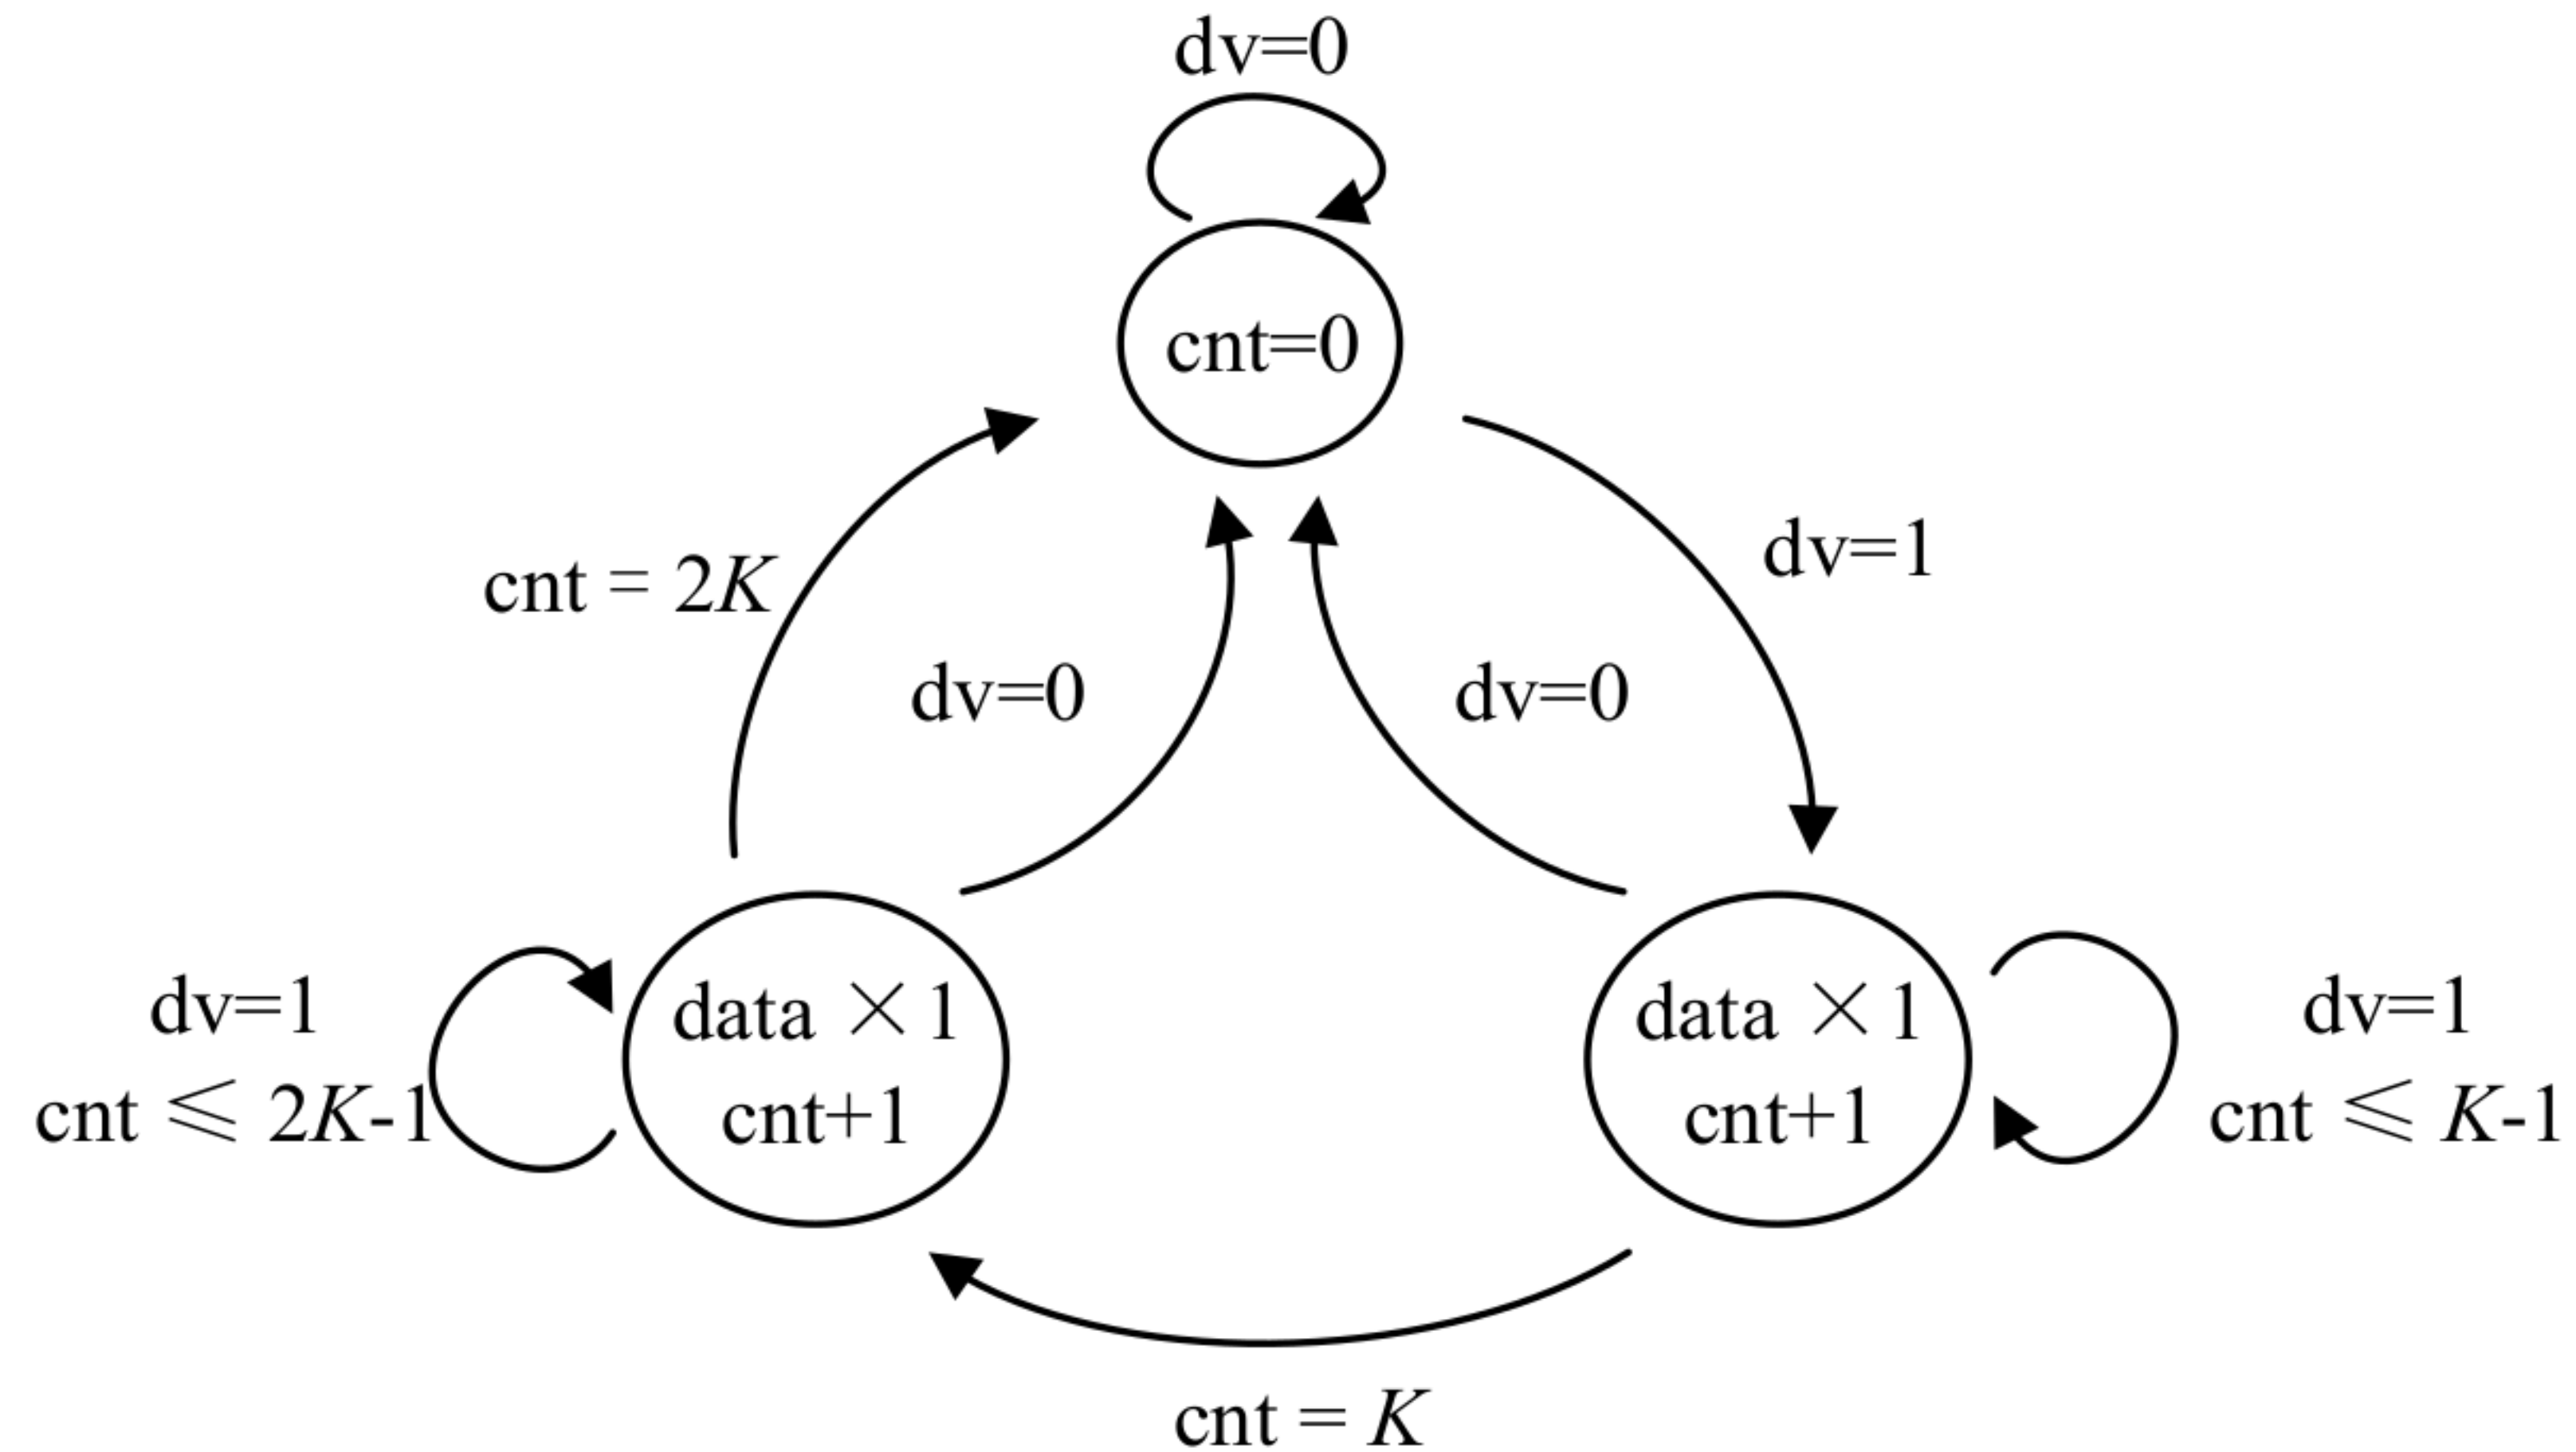 dv=0
cnt=0
dv=1
cnt = 2K
dv=0
dv=0
dv=1
cnt ⩽ 2K-1
data ×1
cnt+1
data ×1
cnt+1
dv=1
cnt ⩽ K-1
cnt = K